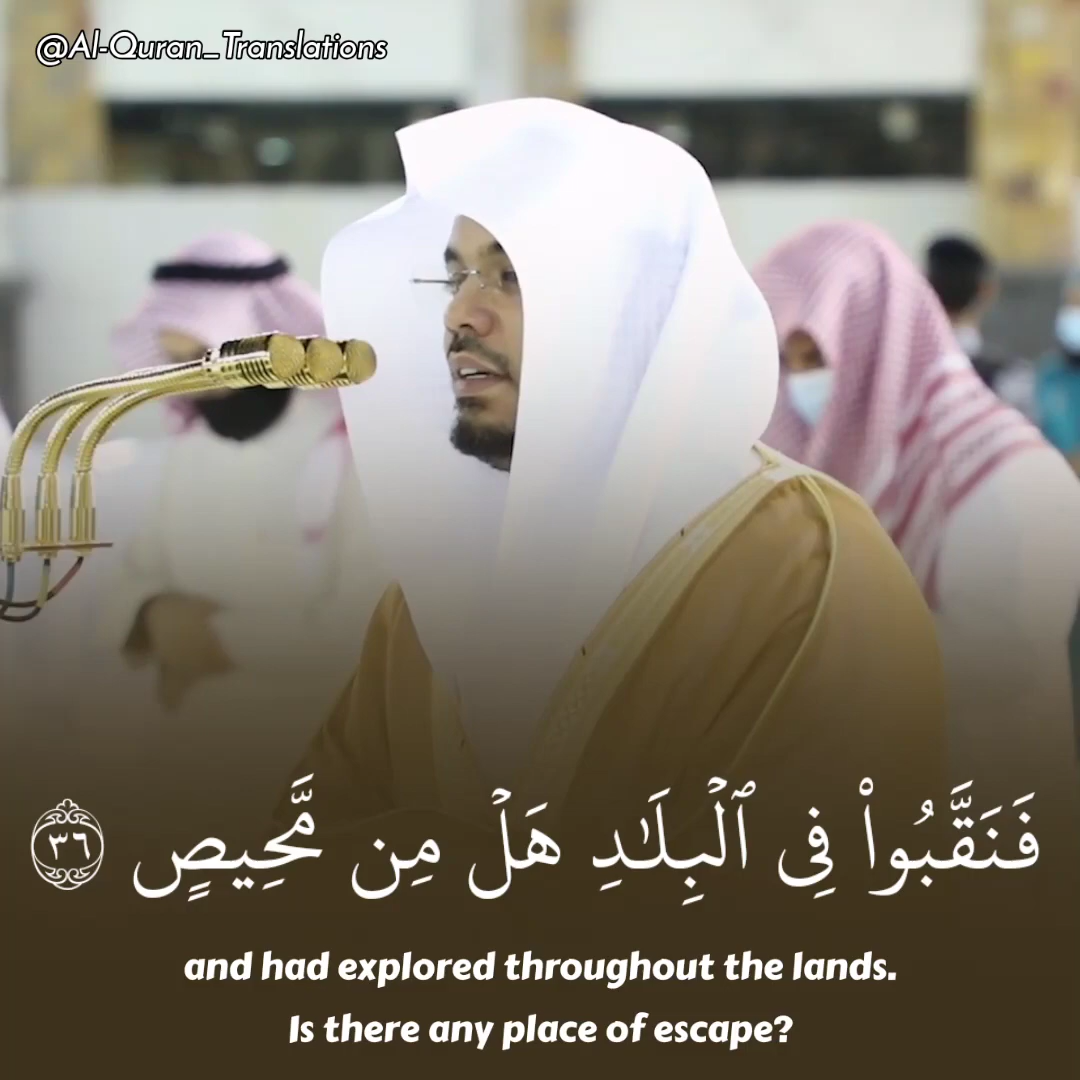 @Al-Quran_Translations
فَنَقَّبُوا۟ فِى ٱلْبِلَـٰدِ هَلْ مِن مَّحِيصٍ ٣٦
and had explored throughout the lands.
Is there any place of escape?